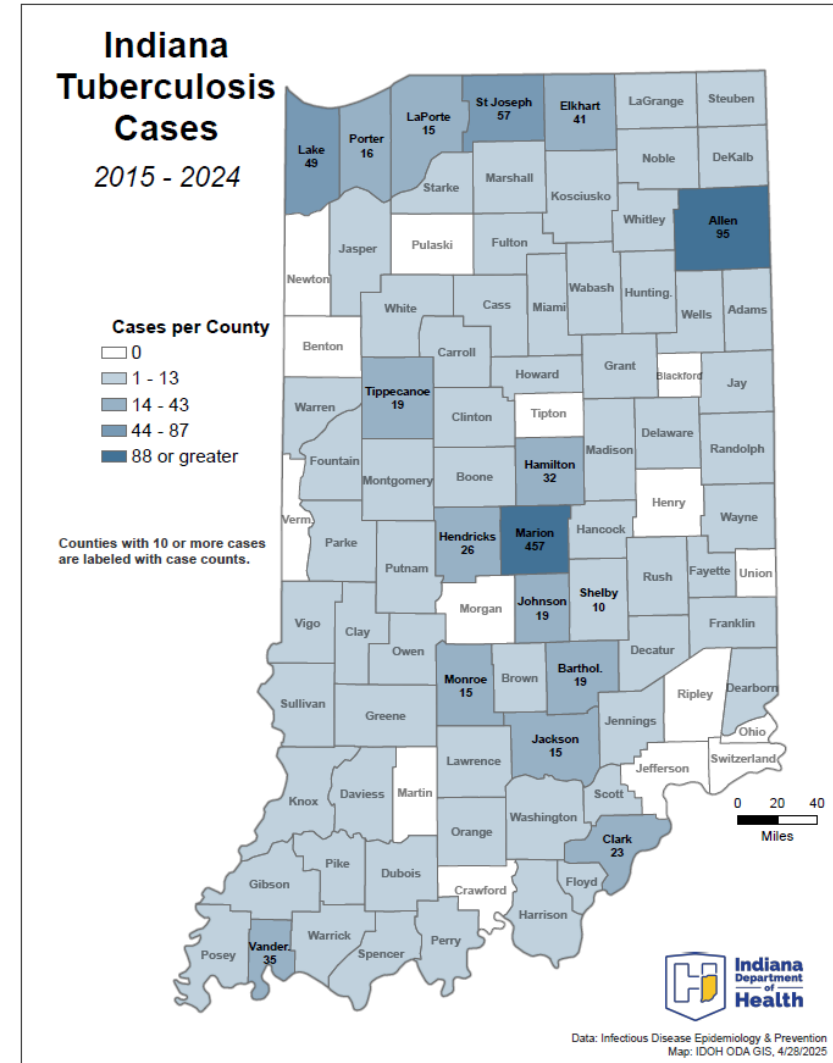 Indiana
Tuberculosis
Cases
2015 - 2024
Cases per County
0
1 - 13
14 - 43
44 - 87
88 or greater
Counties with 10 or more cases
are labeled with case counts.
Lake
49
Porter
16
LaPorte
15
St Joseph
57
Elkhart
41
LaGrange
Steuben
Noble
DeKalb
Starke
Marshall
Kosciusko
Whitley
Allen
95
Newton
Jasper
Pulaski
Fulton
White
Cass
Miami
Wabash
Hunting.
Wells
Adams
Benton
Carroll
Howard
Grant
Blackford
Jay
Warren
Tippecanoe
19
Clinton
Tipton
Madison
Delaware
Randolph
Fountain
Montgomery
Boone
Hamilton
32
Henry
Wayne
Verm.
Parke
Putnam
Hendricks
26
Marion
457
Hancock
Rush
Fayette
Union
Morgan
Johnson
19
Shelby
10
Franklin
Vigo
Clay
Owen
Monroe
15
Brown
Barthol.
19
Decatur
Ripley
Dearborn
Sullivan
Greene
Jackson
15
Jennings
Ohio
Switzerland
Jefferson
Lawrence
Knox
Daviess
Martin
Orange
Washington
Scott
Clark
23
Floyd
Harrison
Crawford
Gibson
Pike
Dubois
Posey
Vander.
35
Warrick
Spencer
Perry
0 20 40
Miles
Indiana
Department
of
Health
Data: Infectious Disease Epidemiology & Prevention
Map: IDOH ODA GIS, 4/28/2025